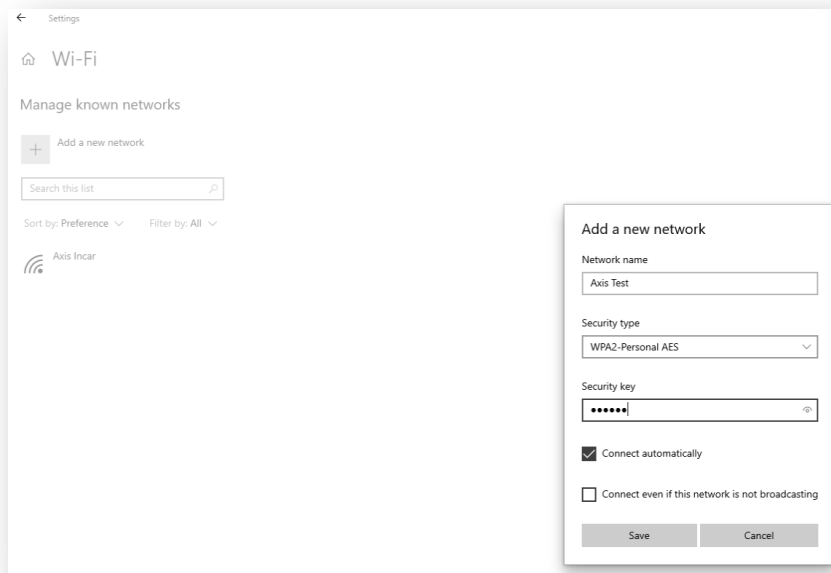 Settings
Wi-Fi
Manage known networks
Add a new network
Search this list
Sort by: Preference Filter by: All
Axis Incar
Add a new network
Network name
Axis Test
Security type
WPA2-Personal AES
Security key
••••••
Connect automatically
Connect even if this network is not broadcasting
Save Cancel